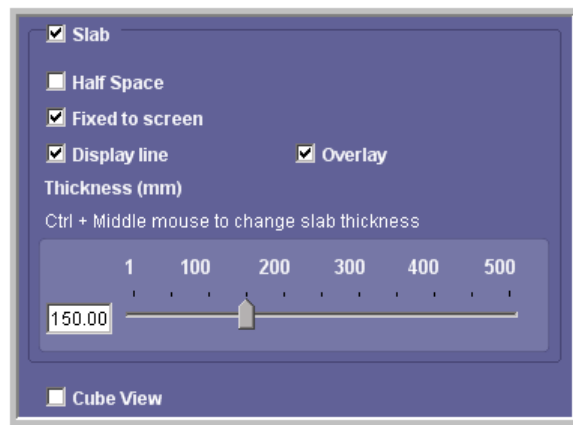 Slab
Half Space
Fixed to screen
Display line Overlay
Thickness (mm)
Ctrl + Middle mouse to change slab thickness
1 100 200 300 400 500
150.00
Cube View